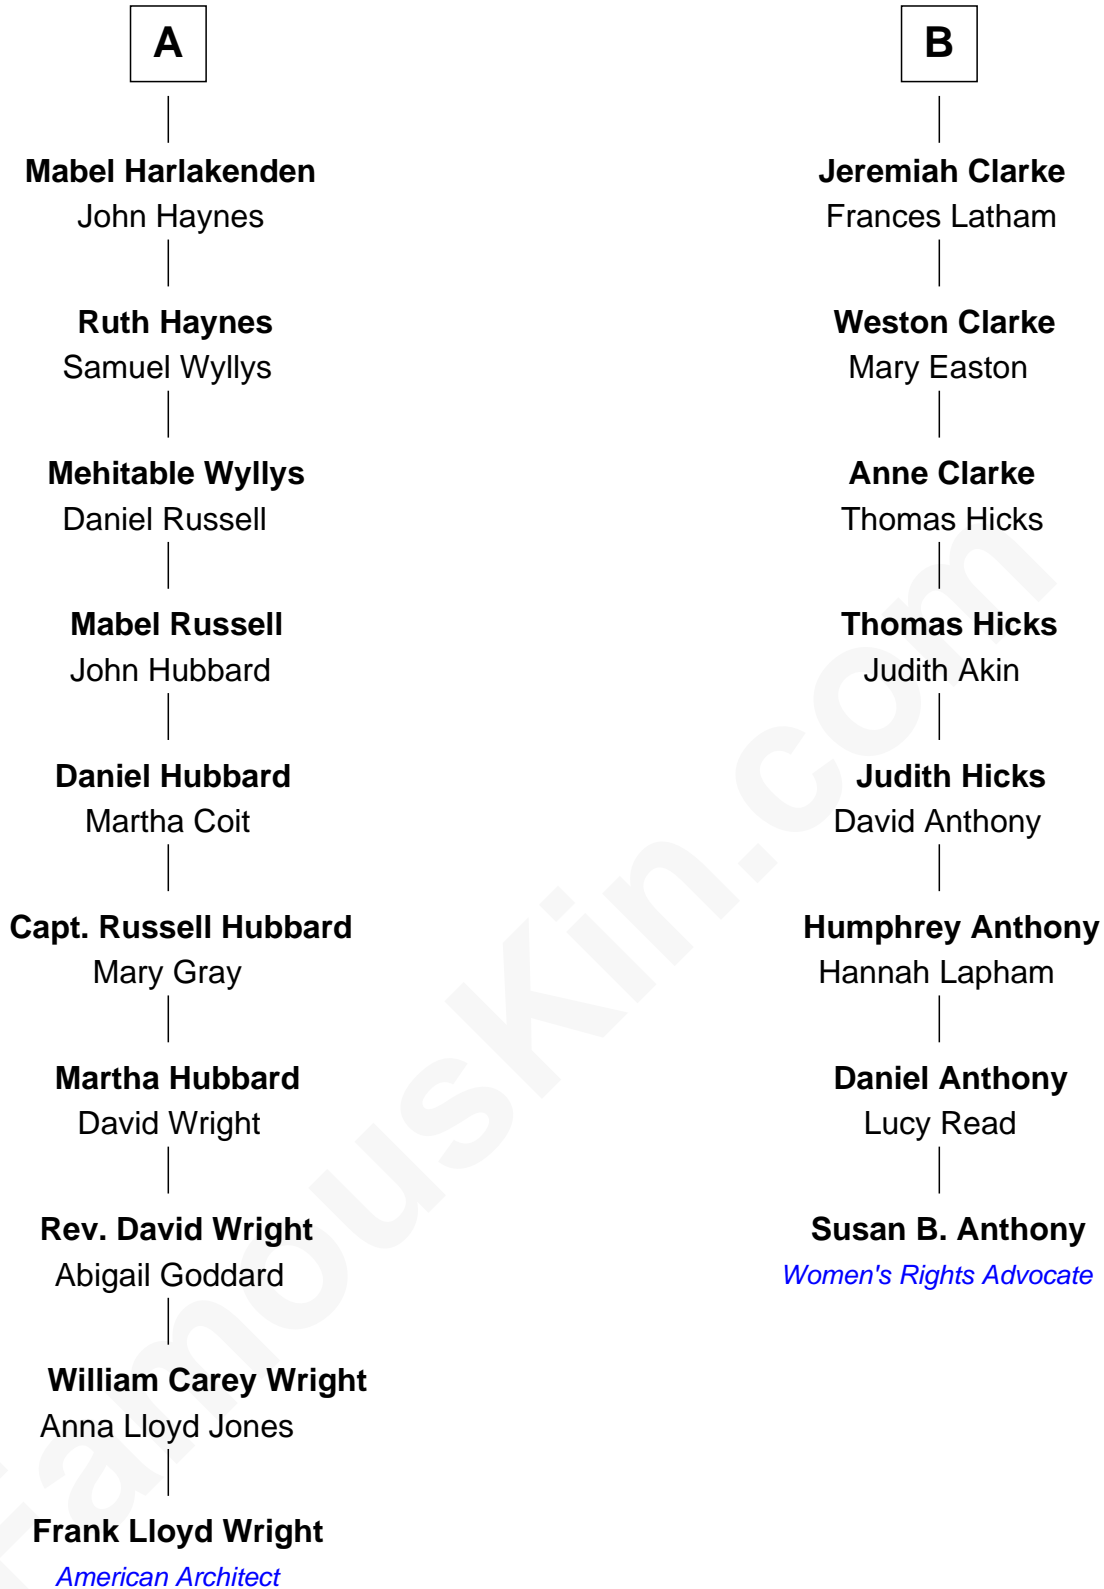 A
Mabel Harlakenden
John Haynes
Ruth Haynes
Samuel Wyllys
Mehitable Wyllys
Daniel Russell
Mabel Russell
John Hubbard
Daniel Hubbard
Martha Coit
Capt. Russell Hubbard
Mary Gray
Martha Hubbard
David Wright
Rev. David Wright
Abigail Goddard
William Carey Wright
Anna Lloyd Jones
Frank Lloyd Wright
American Architect
B
Jeremiah Clarke
Frances Latham
Weston Clarke
Mary Easton
Anne Clarke
Thomas Hicks
Thomas Hicks
Judith Akin
Judith Hicks
David Anthony
Humphrey Anthony
Hannah Lapham
Daniel Anthony
Lucy Read
Susan B. Anthony
Women's Rights Advocate
FamousKin.com